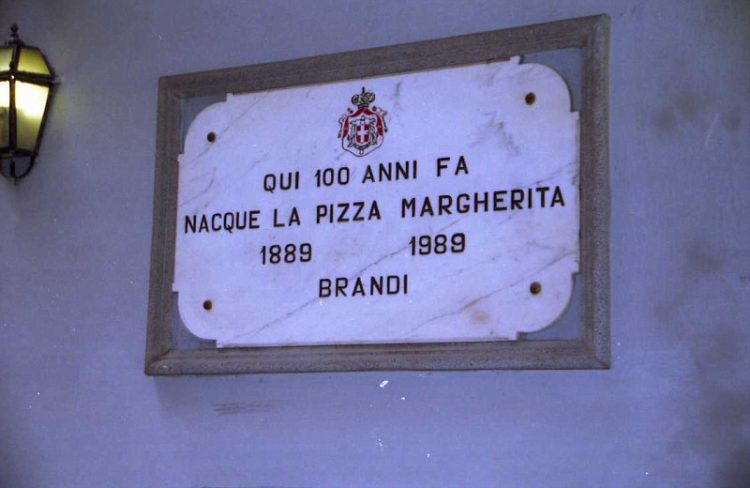 QUI 100 ANNI FA
NACQUE LA PIZZA MARGHERITA
1889 1989
BRANDI